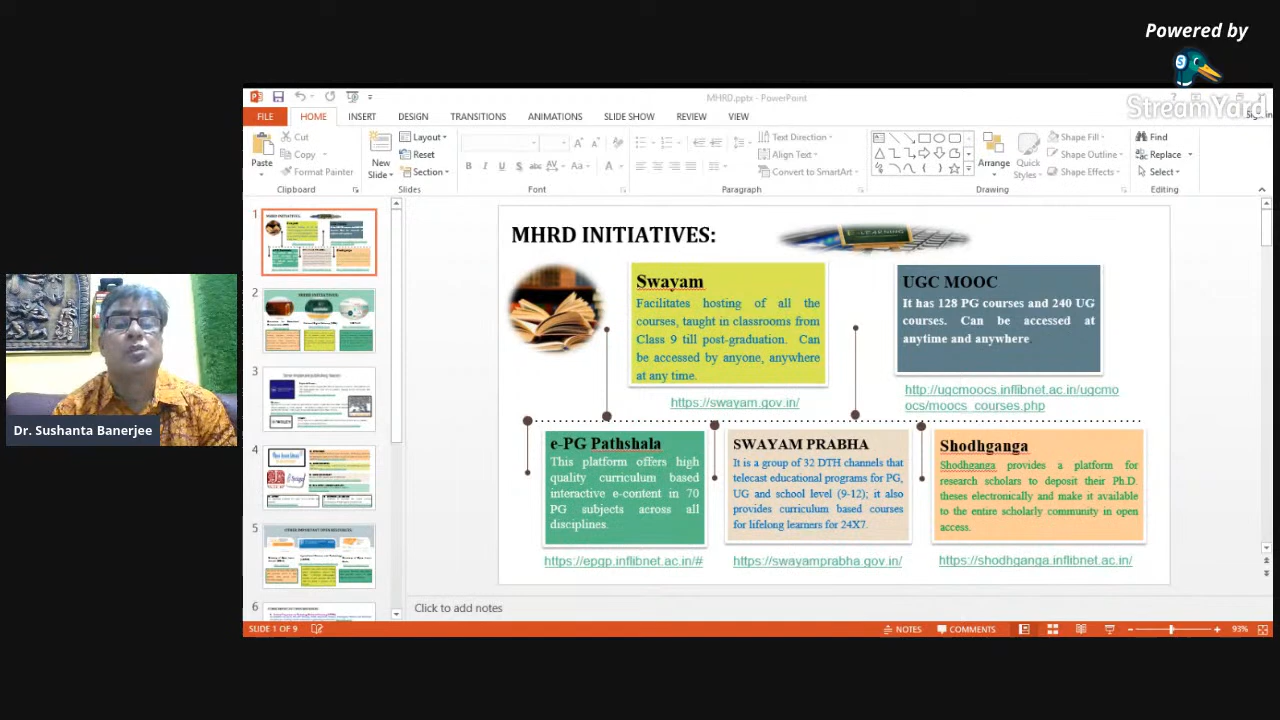 Powered by
StreamYard
MHRD.pptx - PowerPoint
FILE
HOME
INSERT
DESIGN
TRANSITIONS
ANIMATIONS
SLIDE SHOW
REVIEW
VIEW
Paste
Cut
Copy
Format Painter
Clipboard
New
Slide
Layout
Reset
Section
Slides
Font
Text Direction
Align Text
Convert to SmartArt
Paragraph
Arrange
Quick
Styles
Shape Fill
Shape Outline
Shape Effects
Drawing
Find
Replace
Select
Editing
1
2
3
4
5
6
MHRD INITIATIVES:
E-LEARNING
Swayam
Facilitates hosting of all the
courses, taught in classrooms from
Class 9 till post-graduation. Can
be accessed by anyone, anywhere
at any time.
https://swayam.gov.in/
UGC MOOC
It has 128 PG courses and 240 UG
courses. Can be accessed at
anytime and anywhere
http://ugcmoocs.inflibnet.ac.in/ugcmo
ocs/moocs_courses.php
e-PG Pathshala
This platform offers high
quality curriculum based
interactive e-content in 70
PG subjects across all
disciplines.
https://epgp.inflibnet.ac.in/#
SWAYAM PRABHA
It is a group of 32 DTH channels that
telecast educational programs for PG,
UG and school level (9-12); it also
provides curriculum based courses
for lifelong learners for 24X7.
https://swayamprabha.gov.in/
Shodhganga
Shodhganga provides a platform for
research scholars to deposit their Ph.D
theses electronically and make it available
to the entire scholarly community in open
access.
https://shodhganga.inflibnet.ac.in/
Dr. Sushanta Banerjee
Click to add notes
SLIDE 1 OF 9
NOTES
COMMENTS
93%